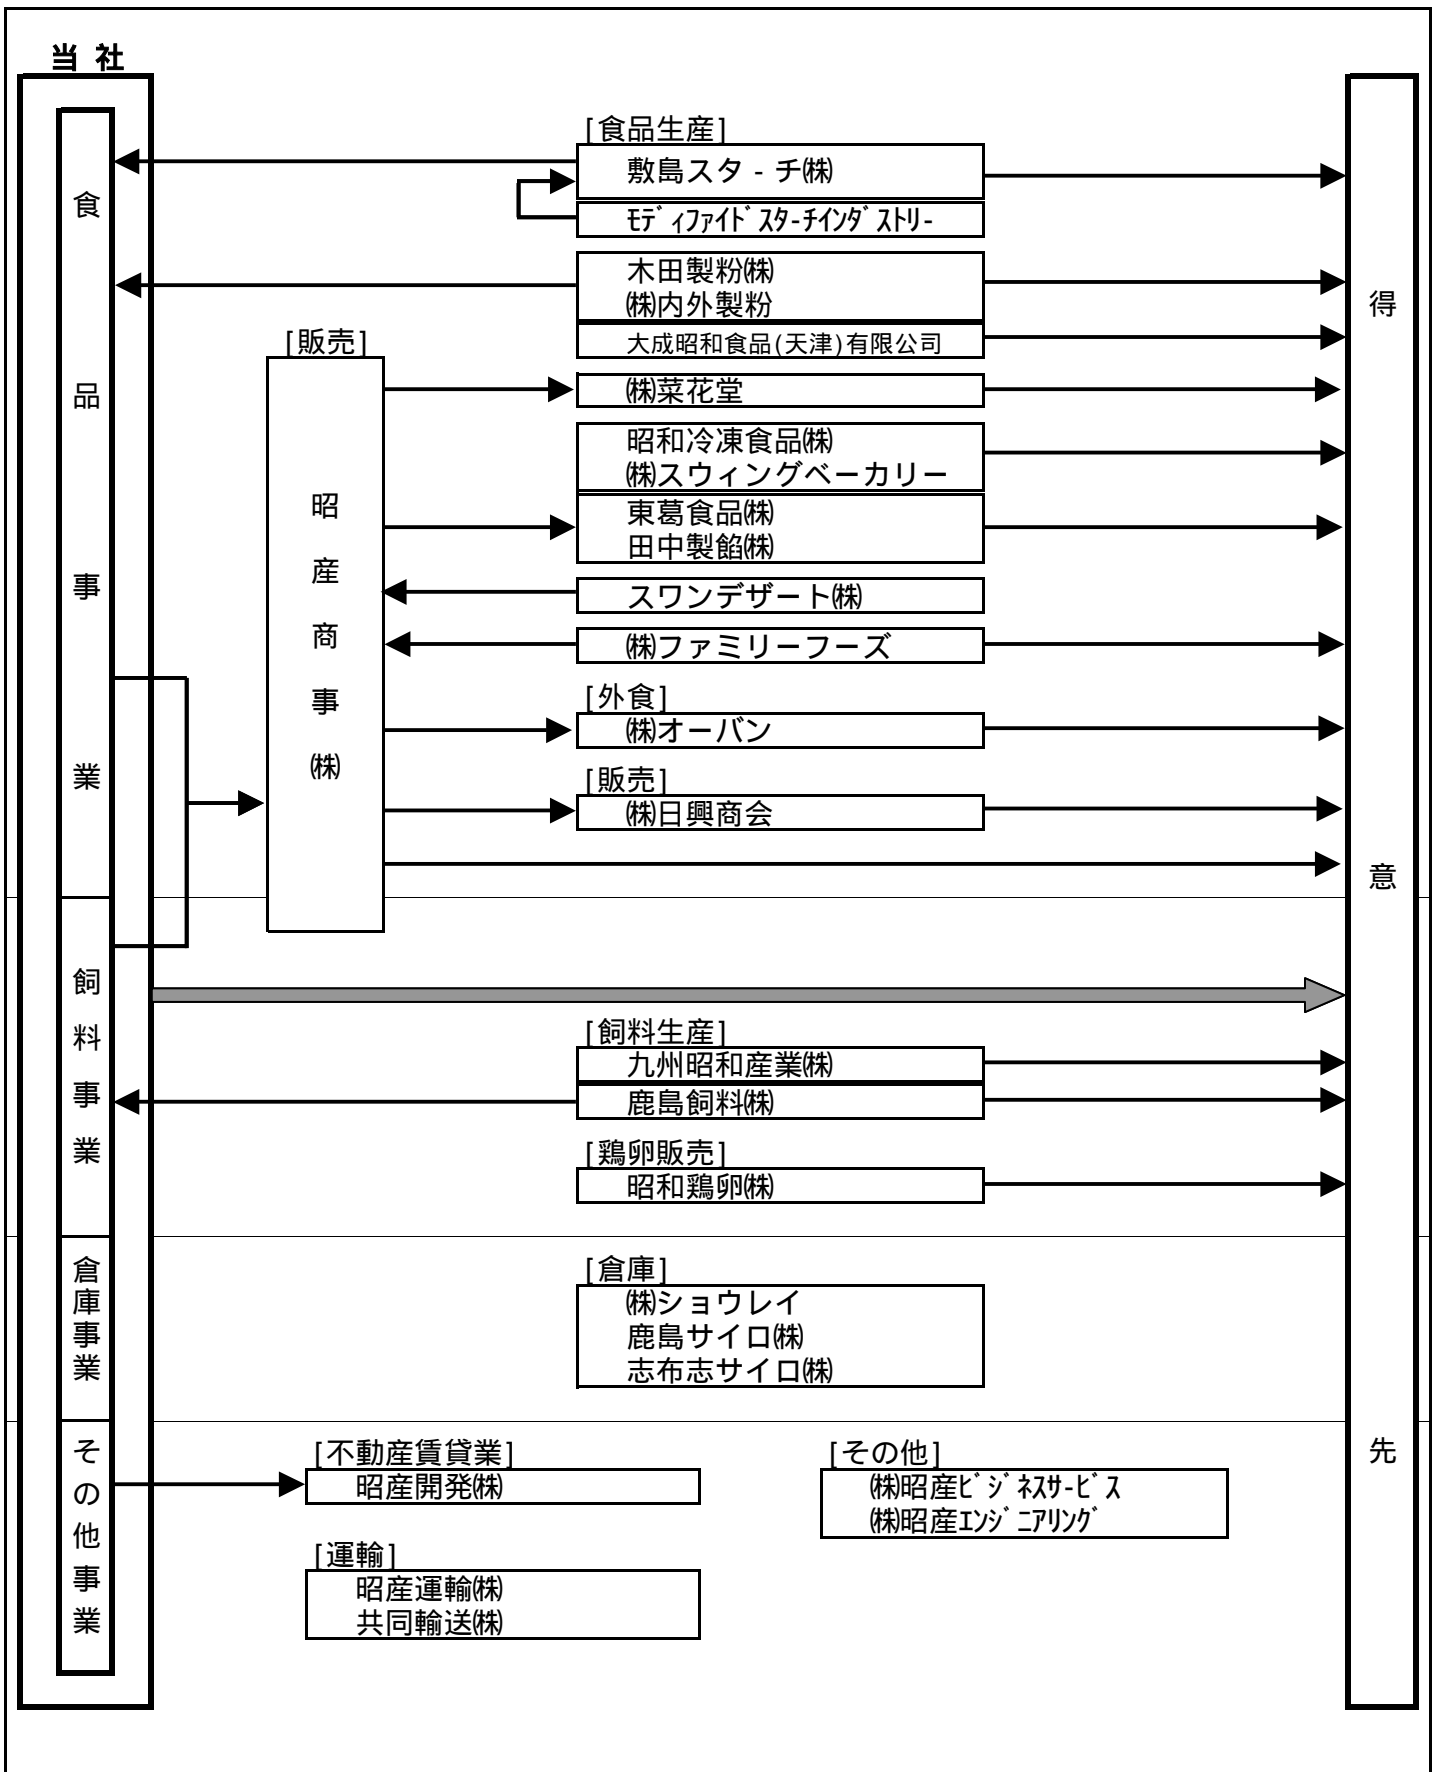 当 社
食品事業
[食品生産]
敷島スタ-チ㈱
ﾓﾃﾞｨﾌｧｲﾄﾞｽﾀ-ﾁｲﾝﾀﾞｽﾄﾘ-
木田製粉㈱
㈱内外製粉
大成昭和食品(天津)有限公司
㈱菜花堂
昭和冷凍食品㈱
㈱スウィングベーカリー
東葛食品㈱
田中製餡㈱
スワンデザート㈱
㈱ファミリーフーズ
[販売]
昭産商事㈱
[外食]
㈱オーバン
[販売]
㈱日興商会
得意先
飼料事業
[飼料生産]
九州昭和産業㈱
鹿島飼料㈱
[鶏卵販売]
昭和鶏卵㈱
倉庫事業
[倉庫]
㈱ショウレイ
鹿島サイロ㈱
志布志サイロ㈱
その他事業
[不動産賃貸業]
昭産開発㈱
[運輸]
昭産運輸㈱
共同輸送㈱
[その他]
㈱昭産ﾋﾞｼﾞﾈｽｻ-ﾋﾞｽ
㈱昭産ｴﾝｼﾞﾆｱﾘﾝｸﾞ